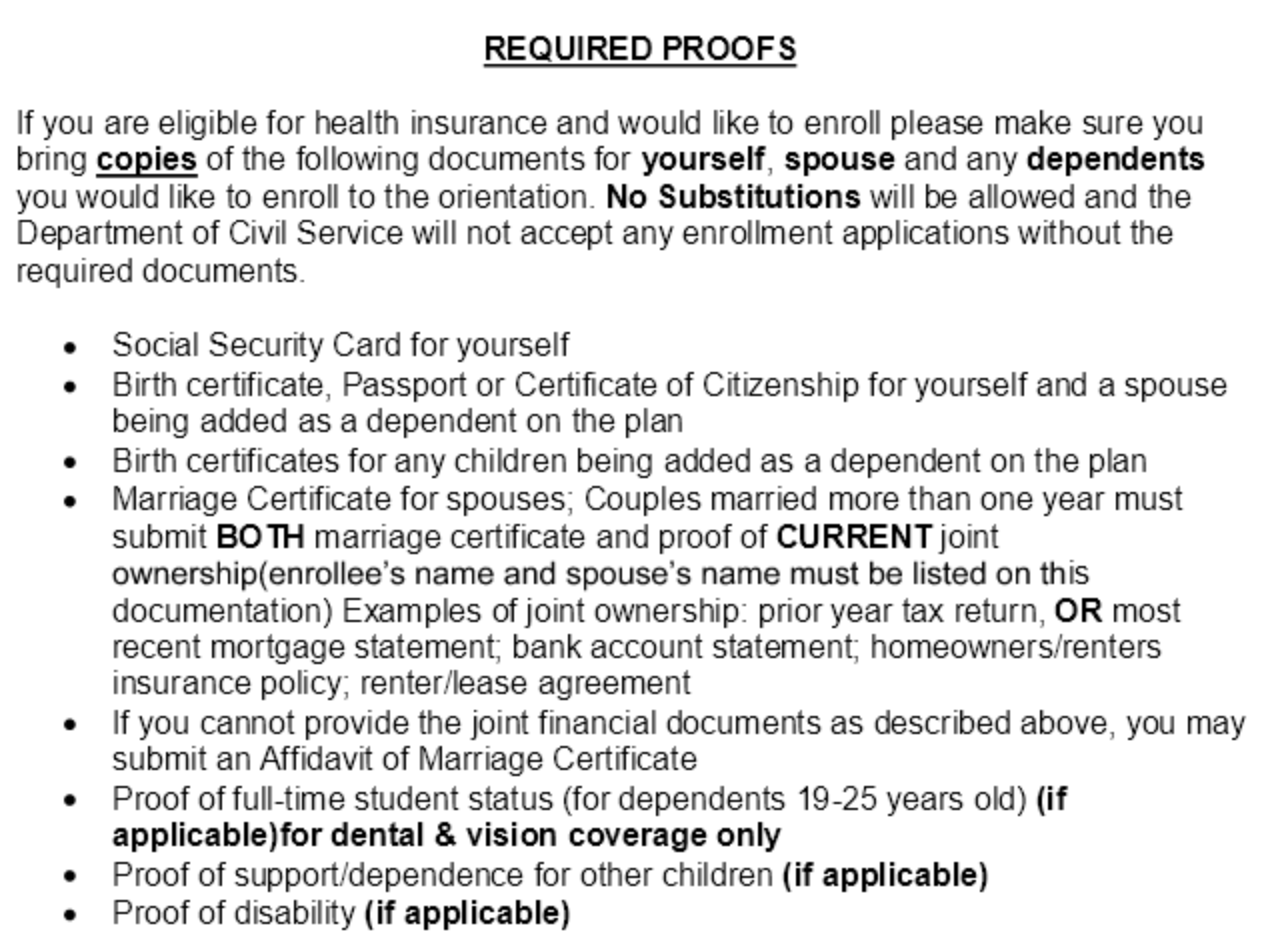 REQUIRED PROOFS
If you are eligible for health insurance and would like to enroll please make sure you
bring copies of the following documents for yourself, spouse and any dependents
you would like to enroll to the orientation. No Substitutions will be allowed and the
Department of Civil Service will not accept any enrollment applications without the
required documents.
• Social Security Card for yourself
• Birth certificate, Passport or Certificate of Citizenship for yourself and a spouse
being added as a dependent on the plan
• Birth certificates for any children being added as a dependent on the plan
• Marriage Certificate for spouses; Couples married more than one year must
submit BOTH marriage certificate and proof of CURRENT joint
ownership(enrollee's name and spouse's name must be listed on this
documentation) Examples of joint ownership: prior year tax return, OR most
recent mortgage statement; bank account statement; homeowners/renters
insurance policy; renter/lease agreement
• If you cannot provide the joint financial documents as described above, you may
submit an Affidavit of Marriage Certificate
• Proof of full-time student status (for dependents 19-25 years old) (if
applicable)for dental & vision coverage only
• Proof of support/dependence for other children (if applicable)
• Proof of disability (if applicable)